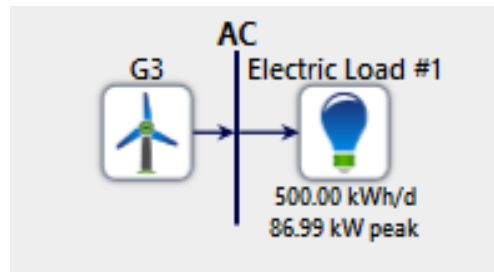 AC
G3
Electric Load #1
500.00 kWh/d
86.99 kW peak